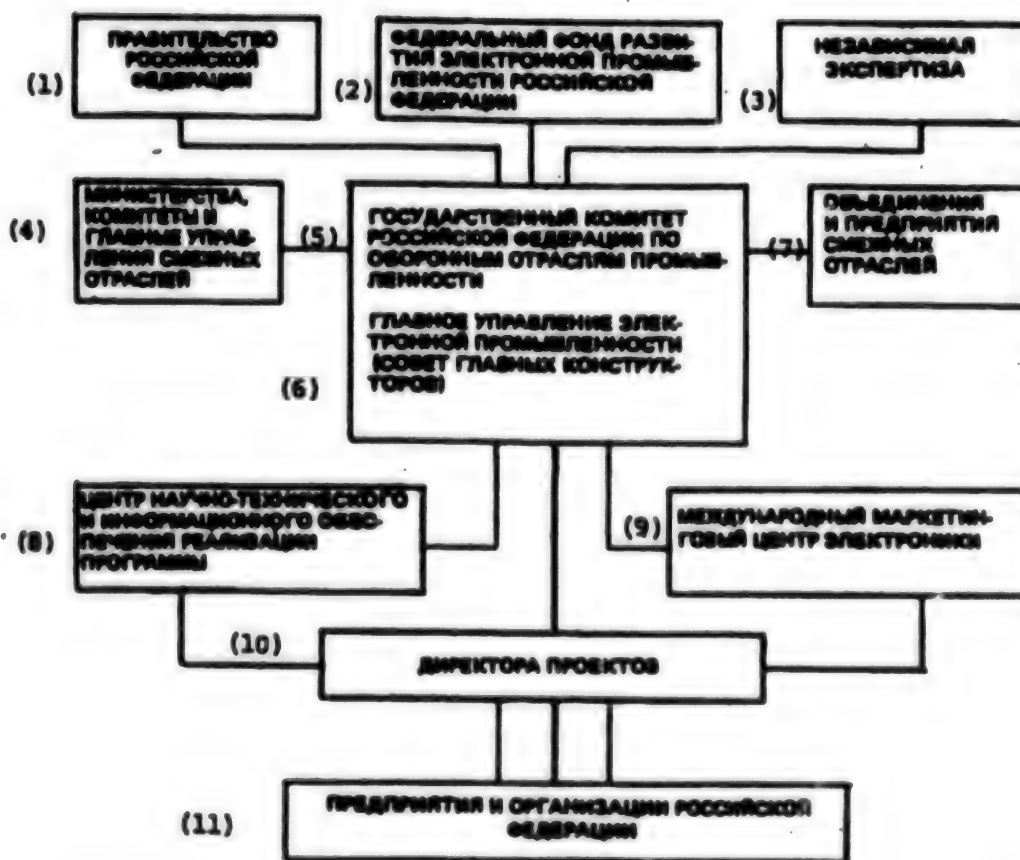 ПРАВИТЕЛЬСТВО
РОССИЙСКОЙ
ФЕДЕРАЦИИ
(1)
ФЕДЕРАЛЬНЫЙ ФОНД РАЗВИ-
ТИЯ ЭЛЕКТРОННОЙ ПРОМЫШ-
ЛЕННОСТИ РОССИЙСКОЙ
ФЕДЕРАЦИИ
(2)
НЕЗАВИСИМАЯ
ЭКСПЕРТИЗА
(3)
МИНИСТЕРСТВА,
КОМИТЕТЫ И
ГЛАВНЫЕ УПРАВ-
ЛЕНИЯ СМЕЖНЫХ
ОТРАСЛЕЙ
(4)
(5)
ГОСУДАРСТВЕННЫЙ КОМИТЕТ
РОССИЙСКОЙ ФЕДЕРАЦИИ ПО
ОБОРОННЫМ ОТРАСЛЯМ ПРОМЫШ-
ЛЕННОСТИ
ГЛАВНОЕ УПРАВЛЕНИЕ ЭЛЕК-
ТРОННОЙ ПРОМЫШЛЕННОСТИ
(СОВЕТ ГЛАВНЫХ КОНСТРУК-
ТОРОВ)
(6)
(7)
ОБЪЕДИНЕНИЯ
И ПРЕДПРИЯТИЯ
СМЕЖНЫХ
ОТРАСЛЕЙ
ЦЕНТР НАУЧНО-ТЕХНИЧЕСКОГО
И ИНФОРМАЦИОННОГО ОБЕС-
ПЕЧЕНИЯ РЕАЛИЗАЦИИ
ПРОГРАММЫ
(8)
(9)
МЕЖДУНАРОДНЫЙ МАРКЕТИН-
ГОВЫЙ ЦЕНТР ЭЛЕКТРОНИКИ
(10)
ДИРЕКТОРА ПРОЕКТОВ
ПРЕДПРИЯТИЯ И ОРГАНИЗАЦИИ РОССИЙСКОЙ
ФЕДЕРАЦИИ
(11)